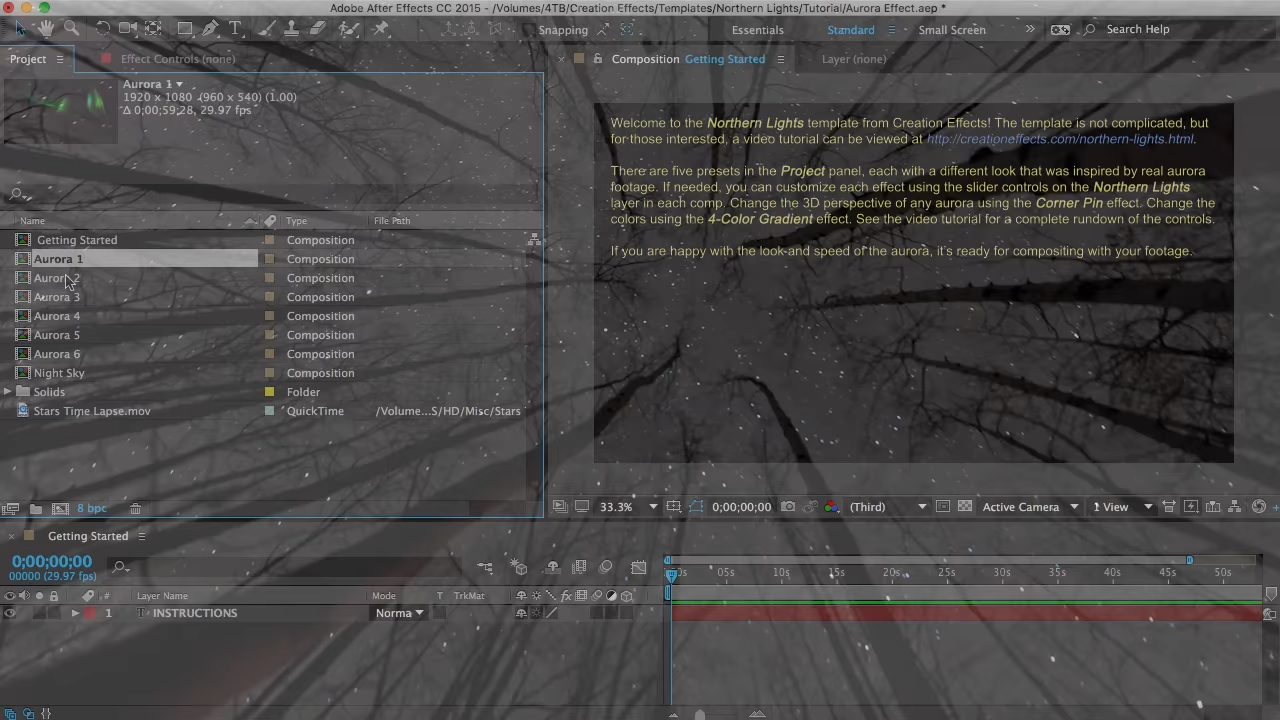 Adobe After Effects CC 2015 - /Volumes/4TB/Creation Effects/Templates/Northern Lights/Tutorial/Aurora Effect.aep *
Snapping
Essentials
Standard
Small Screen
Search Help
Project
Effect Controls (none)
Composition Getting Started
Layer (none)
Aurora 1
1920 x 1080 (960 x 540) (1.00)
Δ 0;00;59;28, 29.97 fps
Welcome to the Northern Lights template from Creation Effects! The template is not complicated, but
for those interested, a video tutorial can be viewed at http://creationeffects.com/northern-lights.html.
There are five presets in the Project panel, each with a different look that was inspired by real aurora
footage. If needed, you can customize each effect using the slider controls on the Northern Lights
layer in each comp. Change the 3D perspective of any aurora using the Corner Pin effect. Change the
colors using the 4-Color Gradient effect. See the video tutorial for a complete rundown of the controls.
If you are happy with the look and speed of the aurora, it's ready for compositing with your footage.
Name Type File Path
Getting Started Composition
Aurora 1 Composition
Aurora 2 Composition
Aurora 3 Composition
Aurora 4 Composition
Aurora 5 Composition
Aurora 6 Composition
Night Sky Composition
Solids Folder
Stars Time Lapse.mov QuickTime /Volume...S/HD/Misc/Stars
8 bpc
33.3%
0;00;00;00
(Third)
Active Camera
1 View
Getting Started
0;00;00;00
00000 (29.97 fps)
05s 10s 15s 20s 25s 30s 35s 40s 45s 50s
# Layer Name Mode T TrkMat
1 T INSTRUCTIONS Norma